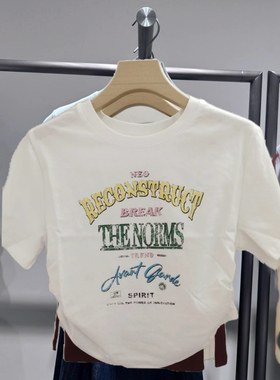 NEO
RECONSTRUCT
BREAK
THE NORMS
TREND
Avant Garde
SPIRIT